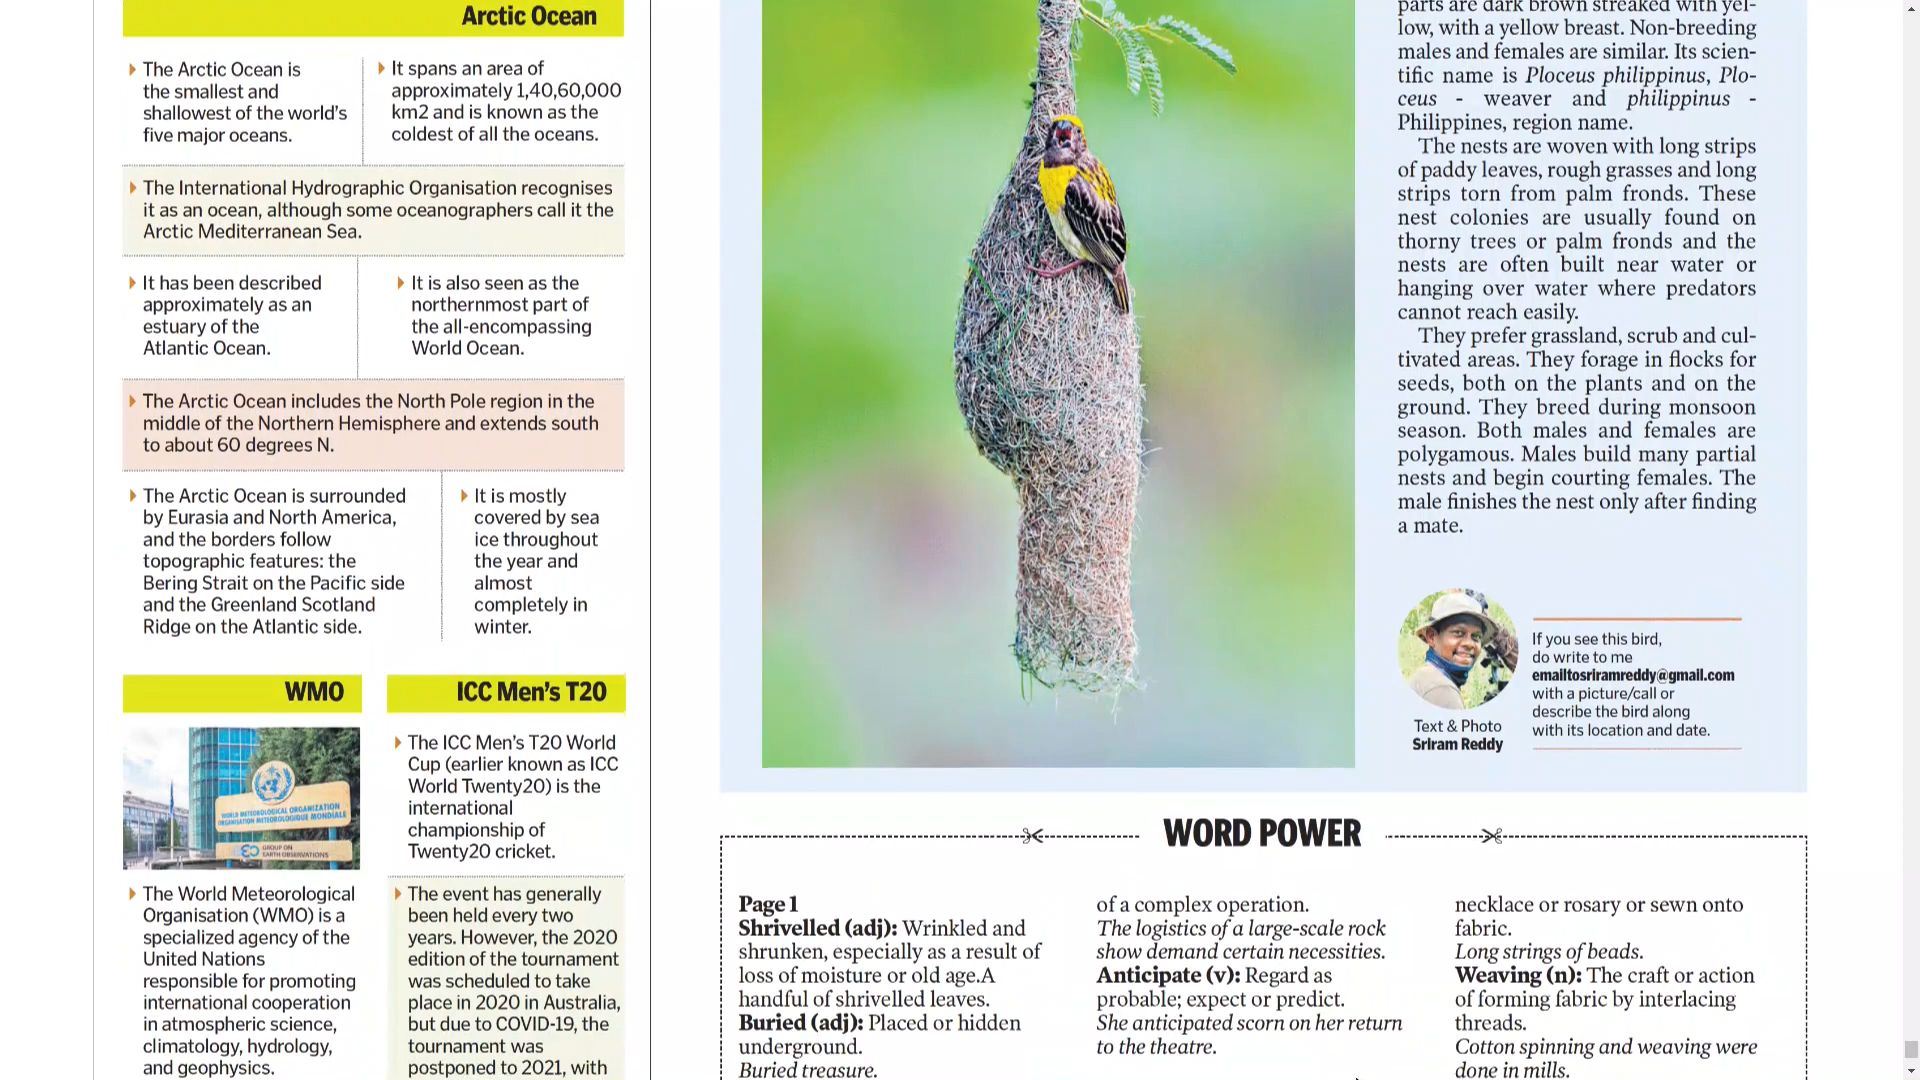 Arctic Ocean
The Arctic Ocean is
the smallest and
shallowest of the world's
five major oceans.
It spans an area of
approximately 1,40,60,000
km2 and is known as the
coldest of all the oceans.
The International Hydrographic Organisation recognises
it as an ocean, although some oceanographers call it the
Arctic Mediterranean Sea.
It has been described
approximately as an
estuary of the
Atlantic Ocean.
It is also seen as the
northernmost part of
the all-encompassing
World Ocean.
The Arctic Ocean includes the North Pole region in the
middle of the Northern Hemisphere and extends south
to about 60 degrees N.
The Arctic Ocean is surrounded
by Eurasia and North America,
and the borders follow
topographic features: the
Bering Strait on the Pacific side
and the Greenland Scotland
Ridge on the Atlantic side.
It is mostly
covered by sea
ice throughout
the year and
almost
completely in
winter.
WMO
WORLD METEOROLOGICAL ORGANIZATION
ORGANISATION METEOROLOGIQUE MONDIALE
GROUP ON
EARTH OBSERVATIONS
The World Meteorological
Organisation (WMO) is a
specialized agency of the
United Nations
responsible for promoting
international cooperation
in atmospheric science,
climatology, hydrology,
and geophysics.
ICC Men's T20
The ICC Men's T20 World
Cup (earlier known as ICC
World Twenty20) is the
international
championship of
Twenty20 cricket.
The event has generally
been held every two
years. However, the 2020
edition of the tournament
was scheduled to take
place in 2020 in Australia,
but due to COVID-19, the
tournament was
postponed to 2021, with
parts are dark brown streaked with yel-
low, with a yellow breast. Non-breeding
males and females are similar. Its scien-
tific name is Ploceus philippinus, Plo-
ceus - weaver and philippinus -
Philippines, region name.
The nests are woven with long strips
of paddy leaves, rough grasses and long
strips torn from palm fronds. These
nest colonies are usually found on
thorny trees or palm fronds and the
nests are often built near water or
hanging over water where predators
cannot reach easily.
They prefer grassland, scrub and cul-
tivated areas. They forage in flocks for
seeds, both on the plants and on the
ground. They breed during monsoon
season. Both males and females are
polygamous. Males build many partial
nests and begin courting females. The
male finishes the nest only after finding
a mate.
Text & Photo
Sriram Reddy
If you see this bird,
do write to me
emailtosriramreddy@gmail.com
with a picture/call or
describe the bird along
with its location and date.
WORD POWER
Page 1
Shrivelled (adj): Wrinkled and
shrunken, especially as a result of
loss of moisture or old age.A
handful of shrivelled leaves.
Buried (adj): Placed or hidden
underground.
Buried treasure.
of a complex operation.
The logistics of a large-scale rock
show demand certain necessities.
Anticipate (v): Regard as
probable; expect or predict.
She anticipated scorn on her return
to the theatre.
necklace or rosary or sewn onto
fabric.
Long strings of beads.
Weaving (n): The craft or action
of forming fabric by interlacing
threads.
Cotton spinning and weaving were
done in mills.